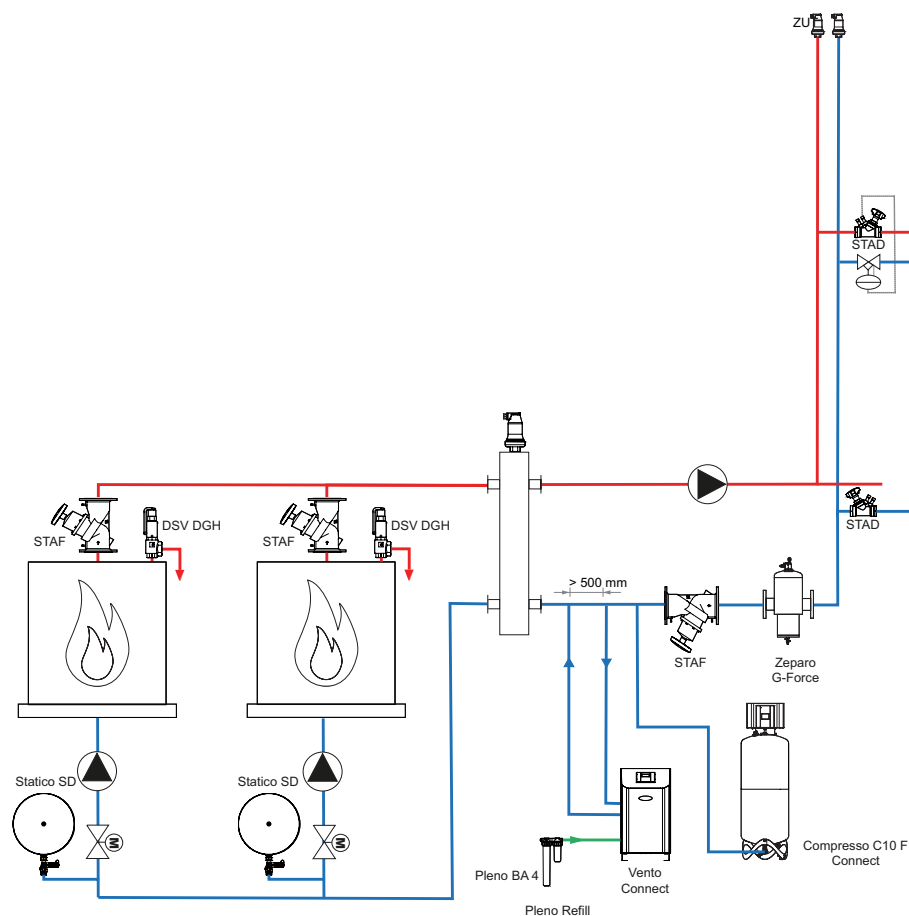 ZU
STAD
STAD
DSV DGH
STAF
DSV DGH
STAF
> 500 mm
STAF
Zeparo
G-Force
Statico SD
M
Statico SD
M
Pleno BA 4
Pleno Refill
Vento
Connect
Compresso C10 F
Connect